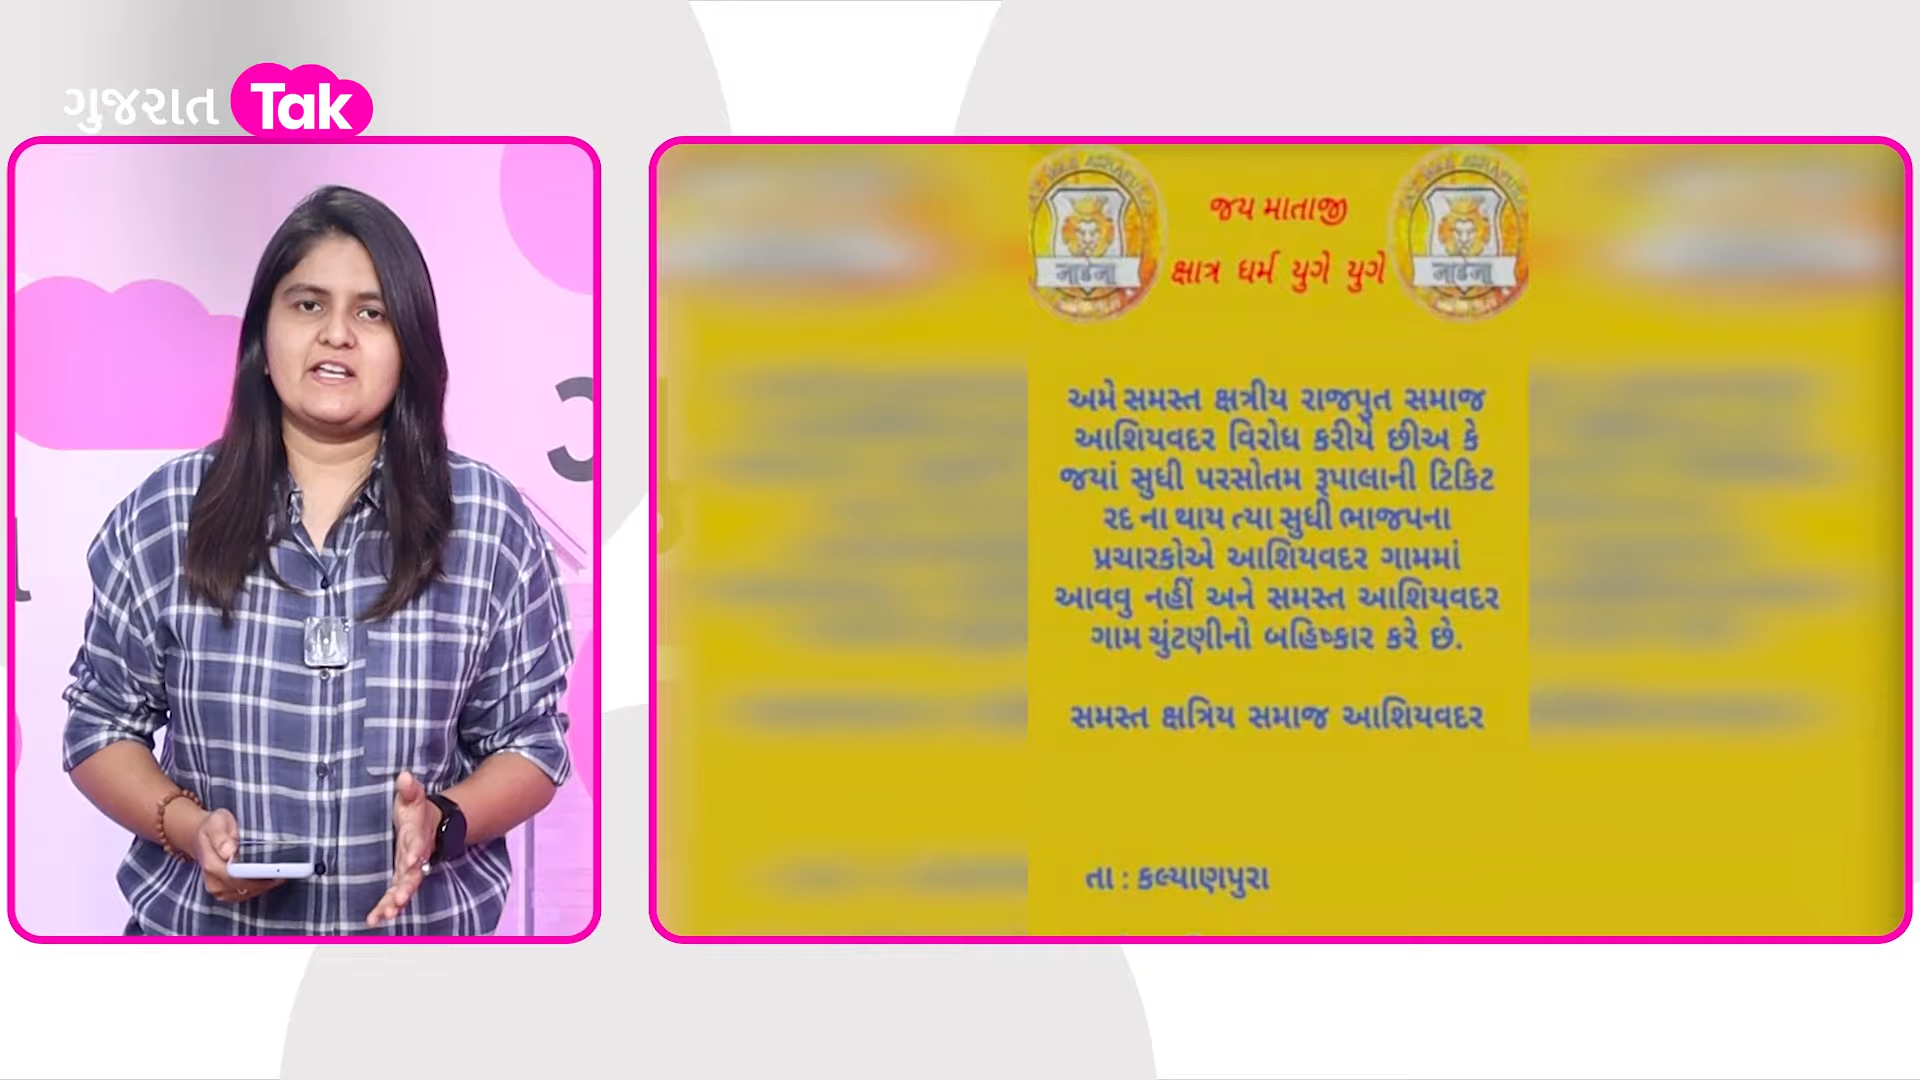 ગુજરાત Tak
જય માતાજી
ક્ષાત્ર ધર્મ યુગે યુગે
જાડેજા
જાડેજા
અમે સમસ્ત ક્ષત્રીય રાજપુત સમાજ
આશિયવદર વિરોધ કરીયે છીઅ કે
જયાં સુધી પરસોતમ રૂપાલાની ટિકિટ
રદ ના થાય ત્યા સુધી ભાજપના
પ્રચારકોએ આશિયવદર ગામમાં
આવવુ નહીં અને સમસ્ત આશિયવદર
ગામ ચુંટણીનો બહિષ્કાર કરે છે.
સમસ્ત ક્ષત્રિય સમાજ આશિયવદર
તા : કલ્યાણપુરા